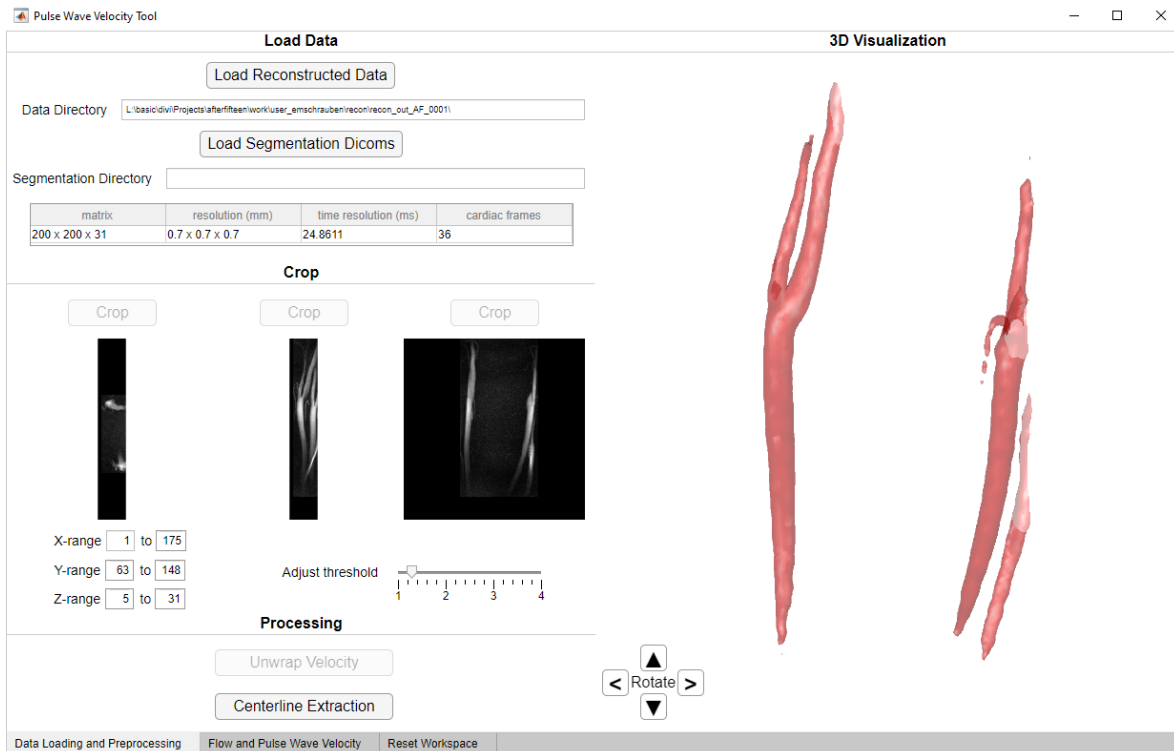 Pulse Wave Velocity Tool
Load Data
3D Visualization
Load Reconstructed Data
Data Directory L:\basic\divi\Projects\afterfifteen\work\user_emschrauben\recon\recon_out_AF_0001\
Load Segmentation Dicoms
Segmentation Directory
matrix resolution (mm) time resolution (ms) cardiac frames
200 x 200 x 31 0.7 x 0.7 x 0.7 24.8611 36
Crop
Crop Crop Crop
X-range 1 to 175
Y-range 63 to 148
Z-range 5 to 31
Adjust threshold
1 2 3 4
Processing
Unwrap Velocity
Centerline Extraction
< Rotate >
Data Loading and Preprocessing Flow and Pulse Wave Velocity Reset Workspace